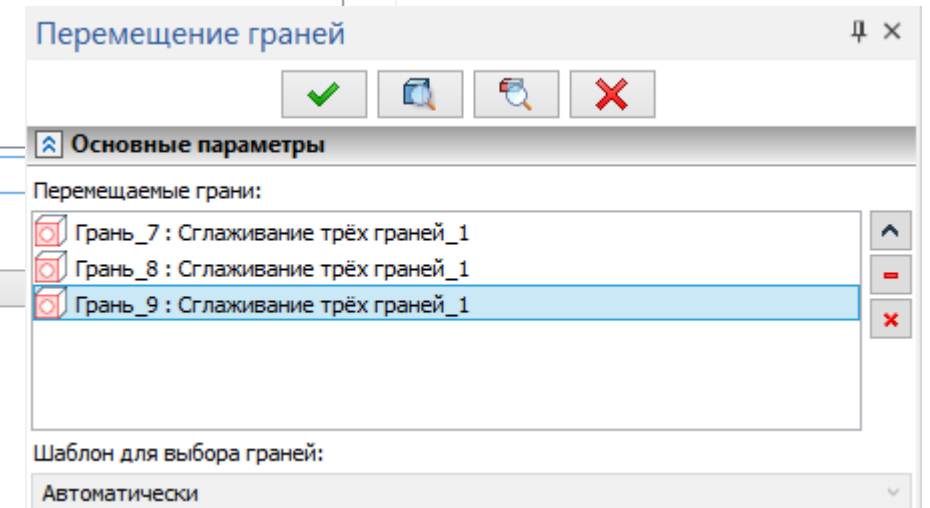 Перемещение граней
Основные параметры
Перемещаемые грани:
Грань_7 : Сглаживание трёх граней_1
Грань_8 : Сглаживание трёх граней_1
Грань_9 : Сглаживание трёх граней_1
Шаблон для выбора граней:
Автоматически